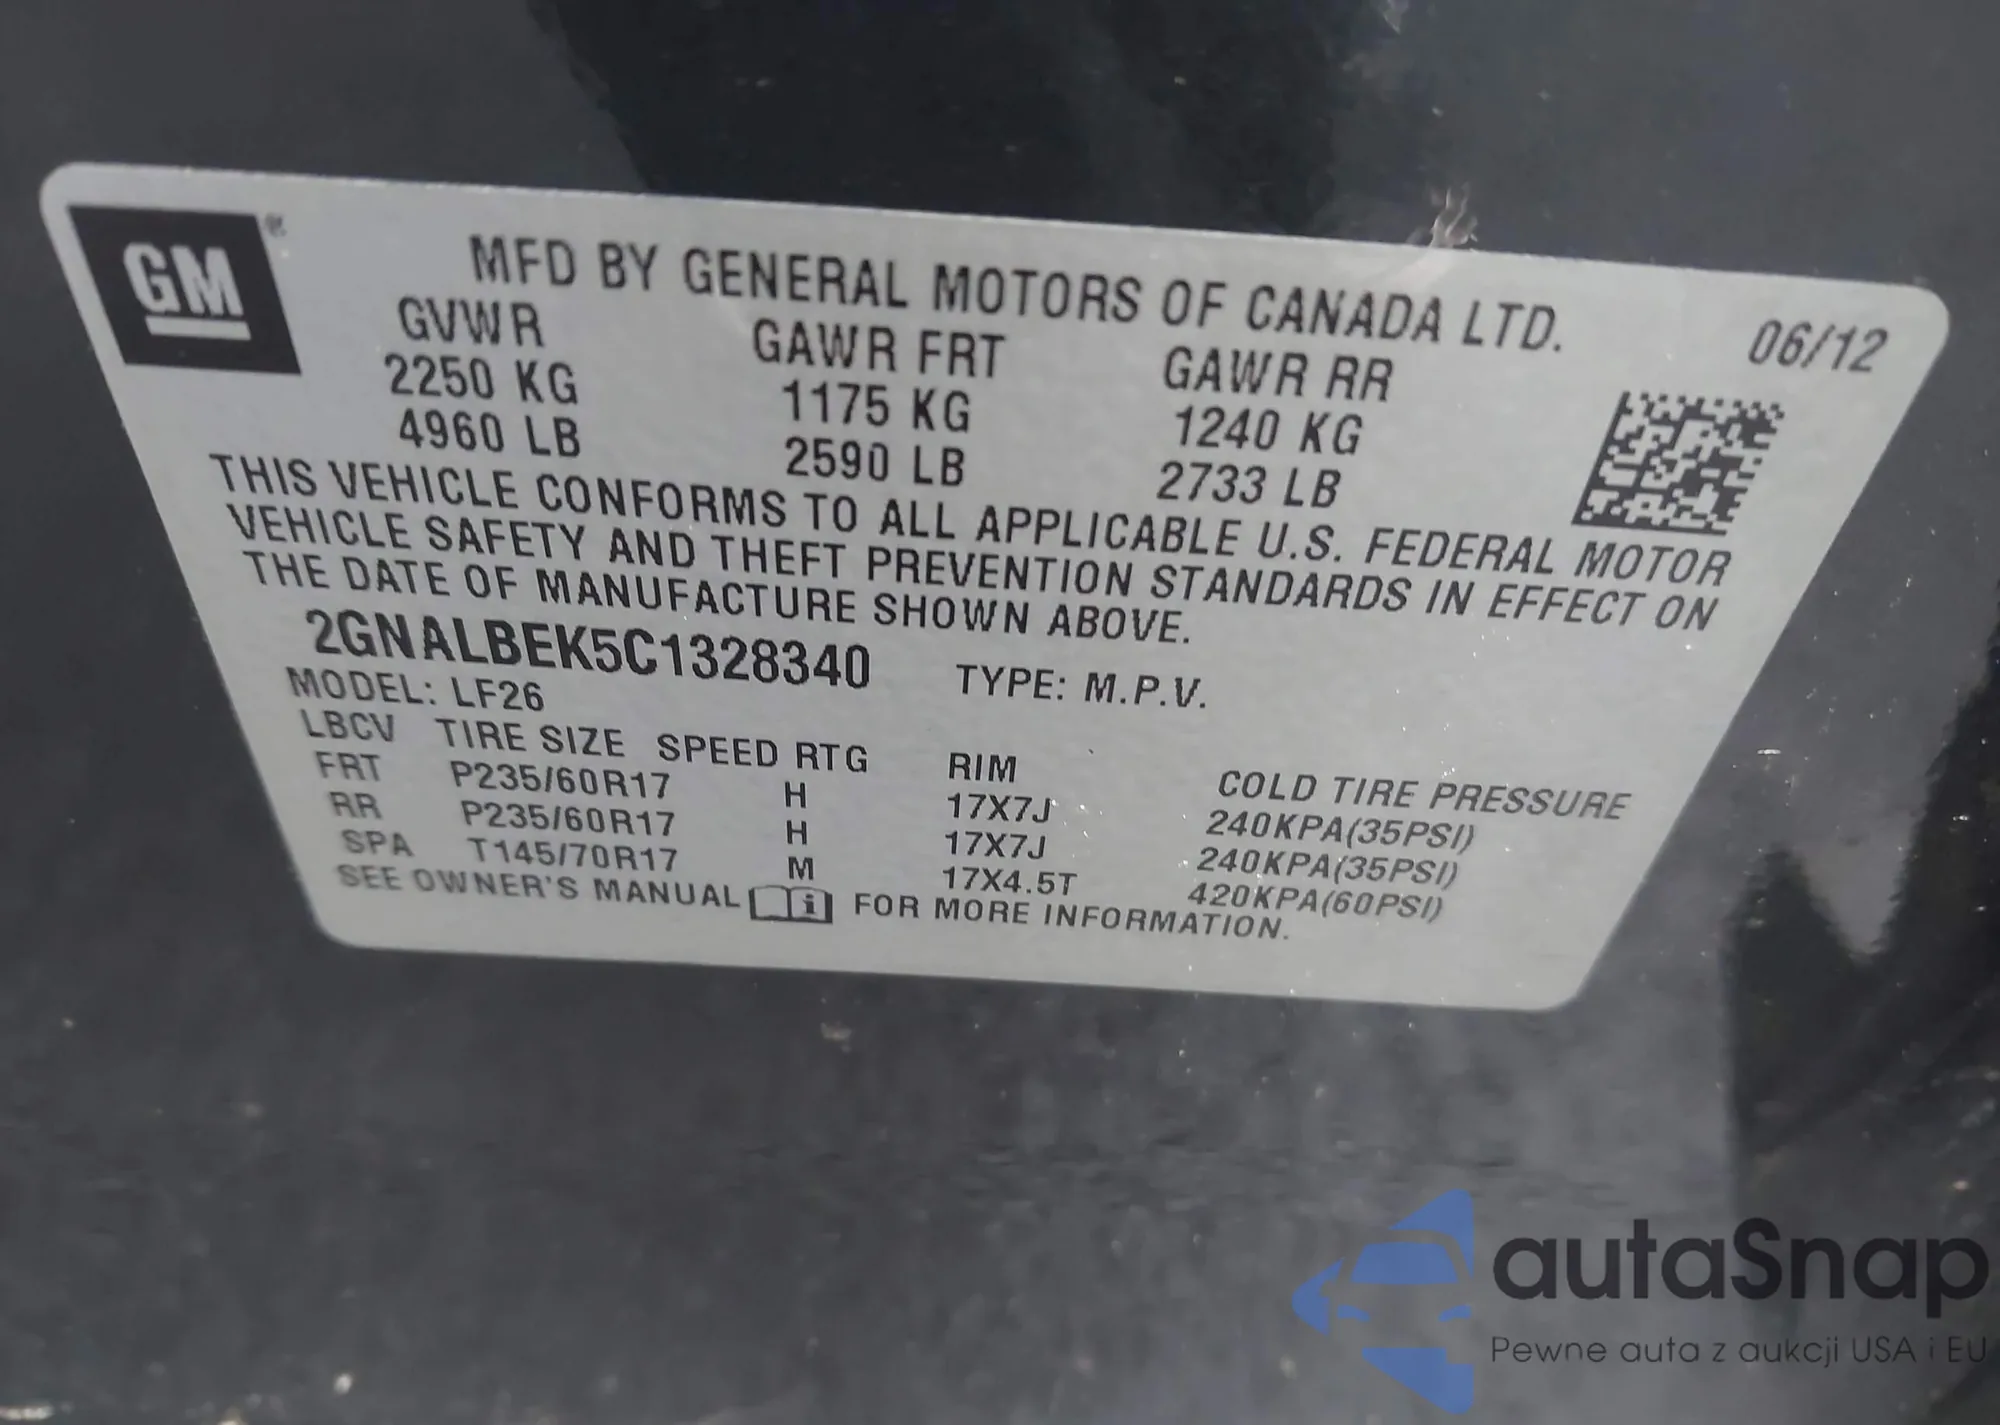 GM ®
MFD BY GENERAL MOTORS OF CANADA LTD.
06/12
GVWR GAWR FRT GAWR RR
2250 KG 1175 KG 1240 KG
4960 LB 2590 LB 2733 LB
THIS VEHICLE CONFORMS TO ALL APPLICABLE U.S. FEDERAL MOTOR
VEHICLE SAFETY AND THEFT PREVENTION STANDARDS IN EFFECT ON
THE DATE OF MANUFACTURE SHOWN ABOVE.
2GNALBEK5C1328340 TYPE: M.P.V.
MODEL: LF26
LBCV TIRE SIZE SPEED RTG RIM COLD TIRE PRESSURE
FRT P235/60R17 H 17X7J 240KPA(35PSI)
RR P235/60R17 H 17X7J 240KPA(35PSI)
SPA T145/70R17 M 17X4.5T 420KPA(60PSI)
SEE OWNER'S MANUAL i FOR MORE INFORMATION.
autaSnap
Pewne auta z aukcji USA i EU